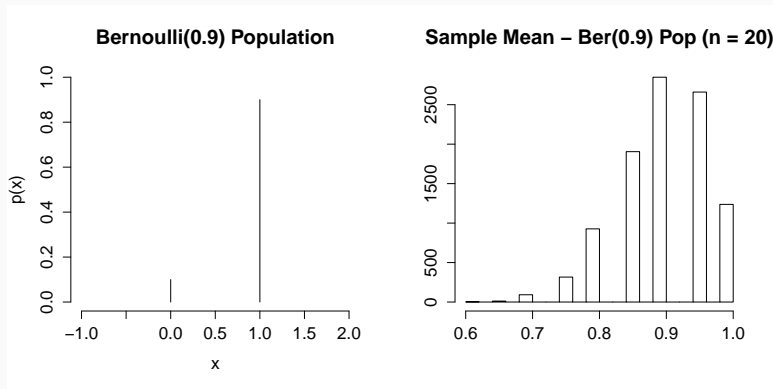 Bernoulli(0.9) Population
p(x)
1.0
0.8
0.6
0.4
0.2
0.0
−1.0 0.0 0.5 1.0 2.0
x
Sample Mean − Ber(0.9) Pop (n = 20)
2500
1500
500
0
0.6 0.7 0.8 0.9 1.0